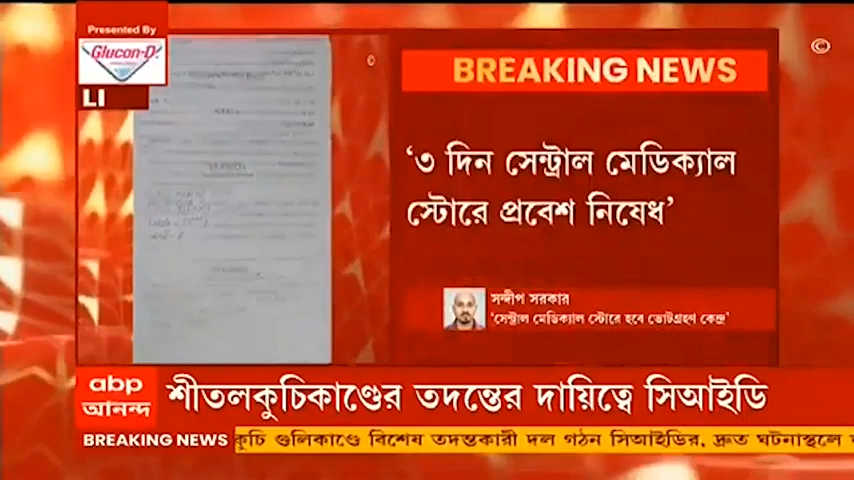 Presented By
Glucon-D
LI
©
©
BREAKING NEWS
‘৩ দিন সেন্ট্রাল মেডিক্যাল
স্টোরে প্রবেশ নিষেধ’
সন্দীপ সরকার
‘সেন্ট্রাল মেডিক্যাল স্টোরে হবে ভোটগ্রহণ কেন্দ্র’
abp
আনন্দ
শীতলকুচিকাণ্ডের তদন্তের দায়িত্বে সিআইডি
BREAKING NEWS
কুচি গুলিকাণ্ডে বিশেষ তদন্তকারী দল গঠন সিআইডির, দ্রুত ঘটনাস্থলে